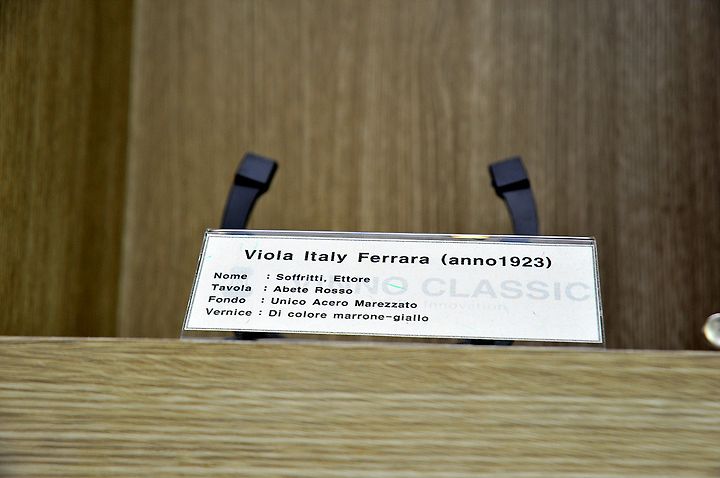 Viola Italy Ferrara (anno1923)
Nome : Soffritti, Ettore
Tavola : Abete Rosso
Fondo : Unico Acero Marezzato
Vernice : Di colore marrone-giallo
CLASSIC
Innovation